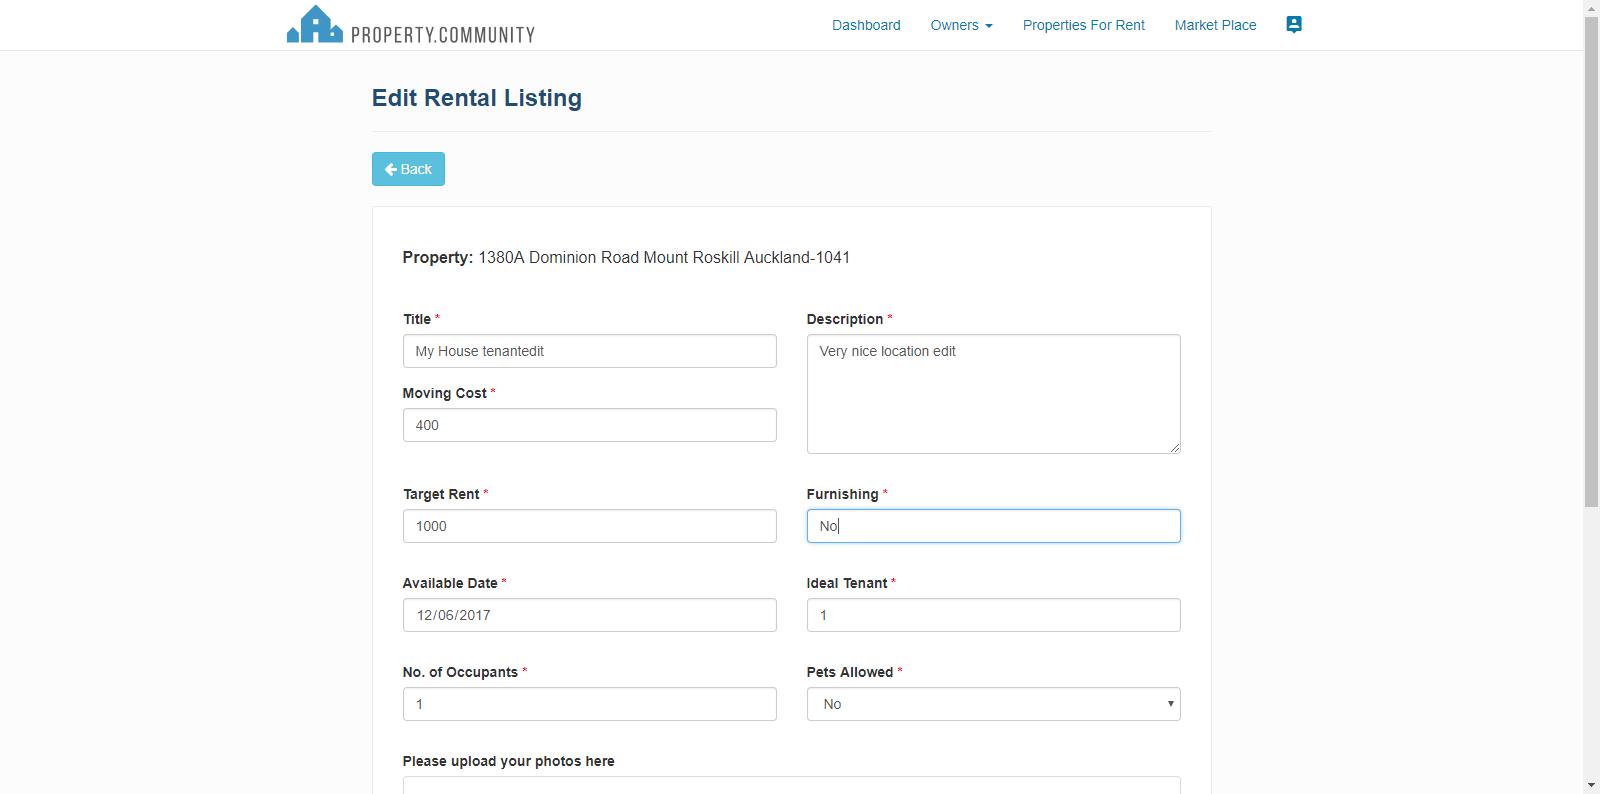 PROPERTY.COMMUNITY
Dashboard Owners Properties For Rent Market Place
Edit Rental Listing
Back
Property: 1380A Dominion Road Mount Roskill Auckland-1041
Title *
My House tenantedit
Description *
Very nice location edit
Moving Cost *
400
Target Rent *
1000
Furnishing *
No
Available Date *
12/06/2017
Ideal Tenant *
1
No. of Occupants *
1
Pets Allowed *
No
Please upload your photos here